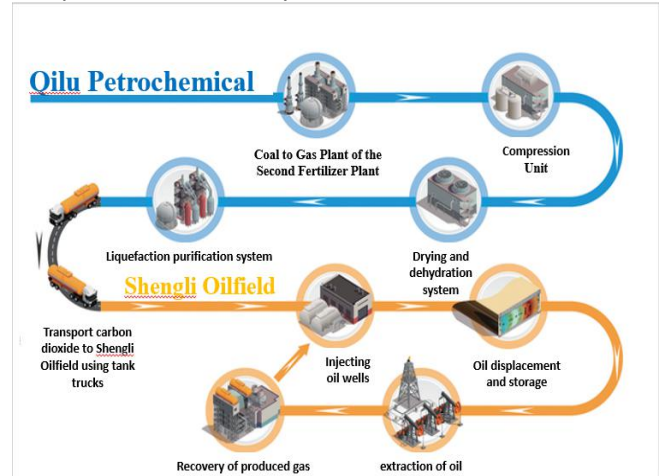 Qilu Petrochemical
Coal to Gas Plant of the
Second Fertilizer Plant
Compression
Unit
Liquefaction purification system
Drying and
dehydration
system
Shengli Oilfield
Transport carbon
dioxide to Shengli
Oilfield using tank
trucks
Injecting
oil wells
Oil displacement
and storage
Recovery of produced gas
extraction of oil